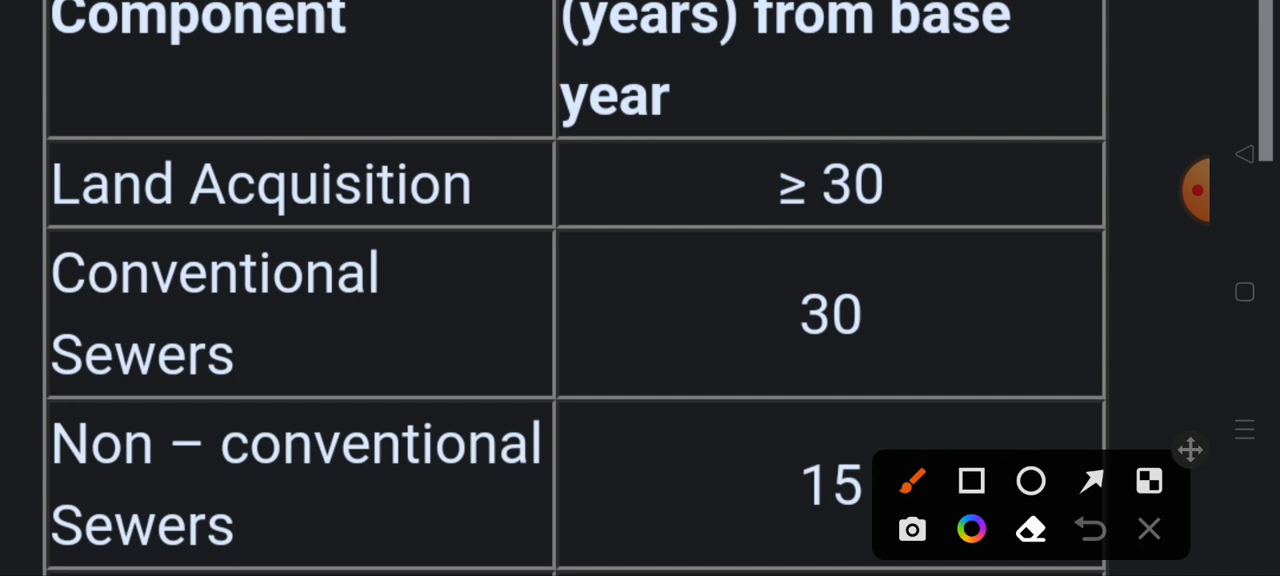 Component
(years) from base
year
Land Acquisition
≥ 30
Conventional
Sewers
30
Non – conventional
Sewers
15